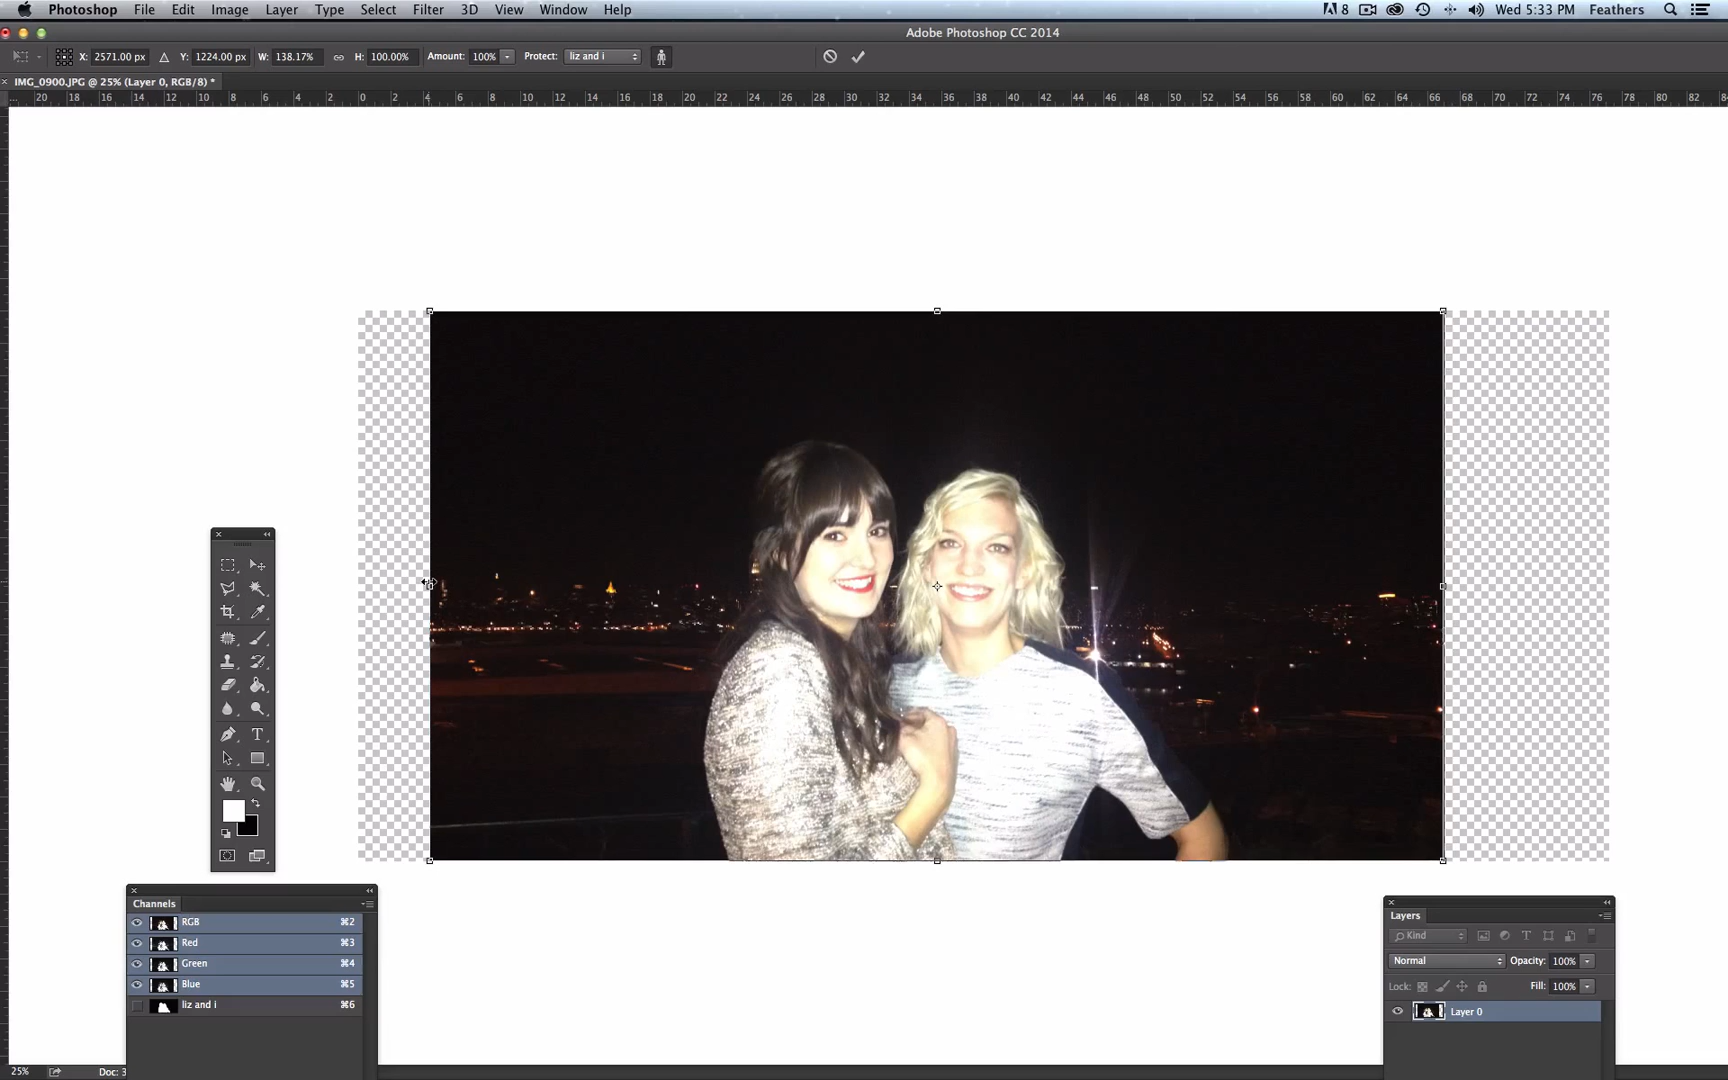 Photoshop File Edit Image Layer Type Select Filter 3D View Window Help 8 Wed 5:33 PM Feathers
Adobe Photoshop CC 2014
X: 2571.00 px Y: 1224.00 px W: 138.17% H: 100.00% Amount: 100% Protect: liz and i
IMG_0900.JPG @ 25% (Layer 0, RGB/8) *
20 18 16 14 12 10 8 6 4 2 0 2 4 6 8 10 12 14 16 18 20 22 24 26 28 30 32 34 36 38 40 42 44 46 48 50 52 54 56 58 60 62 64 66 68 70 72 74 76 78 80 82 84
T
Channels
RGB ⌘2
Red ⌘3
Green ⌘4
Blue ⌘5
liz and i ⌘6
Layers
Kind T
Normal Opacity: 100%
Lock: Fill: 100%
Layer 0
25% Doc: 3